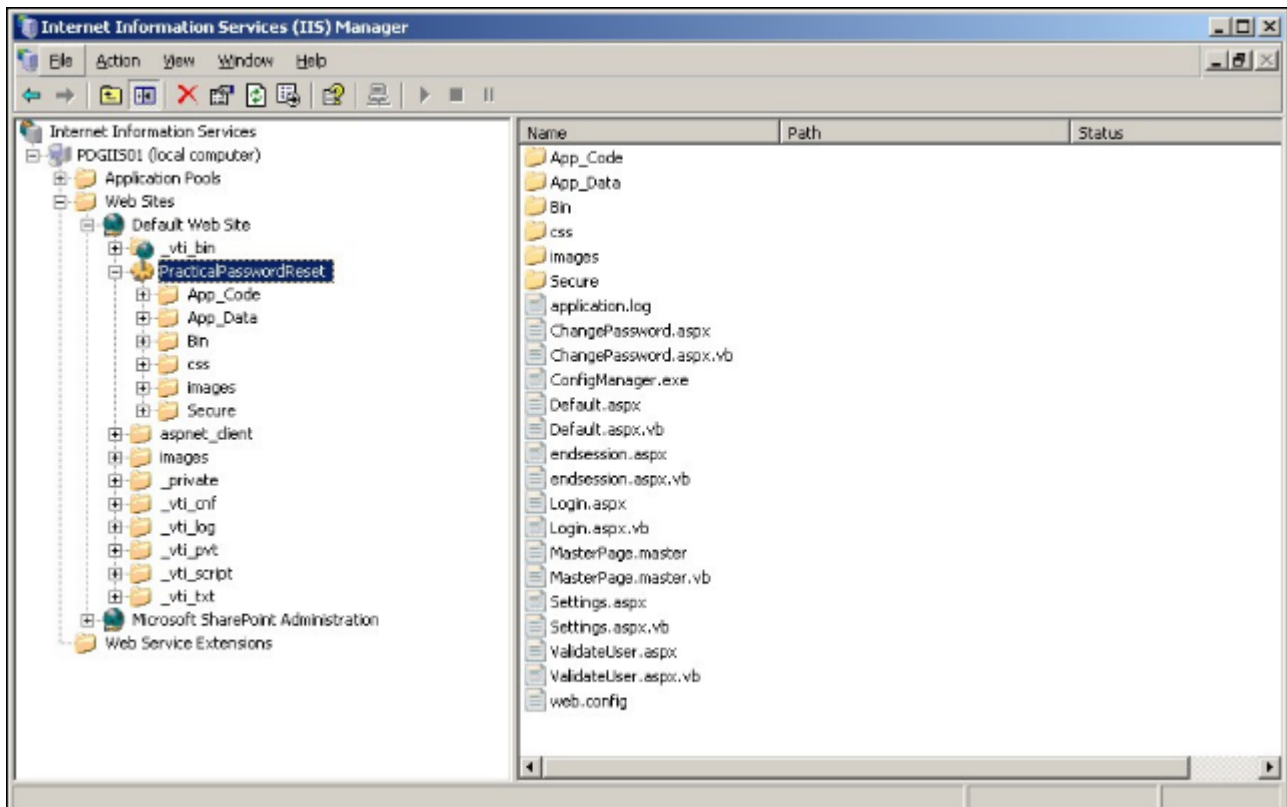 Internet Information Services (IIS) Manager
File Action View Window Help
Internet Information Services
PDGIIS01 (local computer)
Application Pools
Web Sites
Default Web Site
_vti_bin
PracticalPasswordReset
App_Code
App_Data
Bin
css
images
Secure
aspnet_client
images
_private
_vti_cnf
_vti_log
_vti_pvt
_vti_script
_vti_txt
Microsoft SharePoint Administration
Web Service Extensions
Name Path Status
App_Code
App_Data
Bin
css
images
Secure
application.log
ChangePassword.aspx
ChangePassword.aspx.vb
ConfigManager.exe
Default.aspx
Default.aspx.vb
endsession.aspx
endsession.aspx.vb
Login.aspx
Login.aspx.vb
MasterPage.master
MasterPage.master.vb
Settings.aspx
Settings.aspx.vb
ValidateUser.aspx
ValidateUser.aspx.vb
web.config